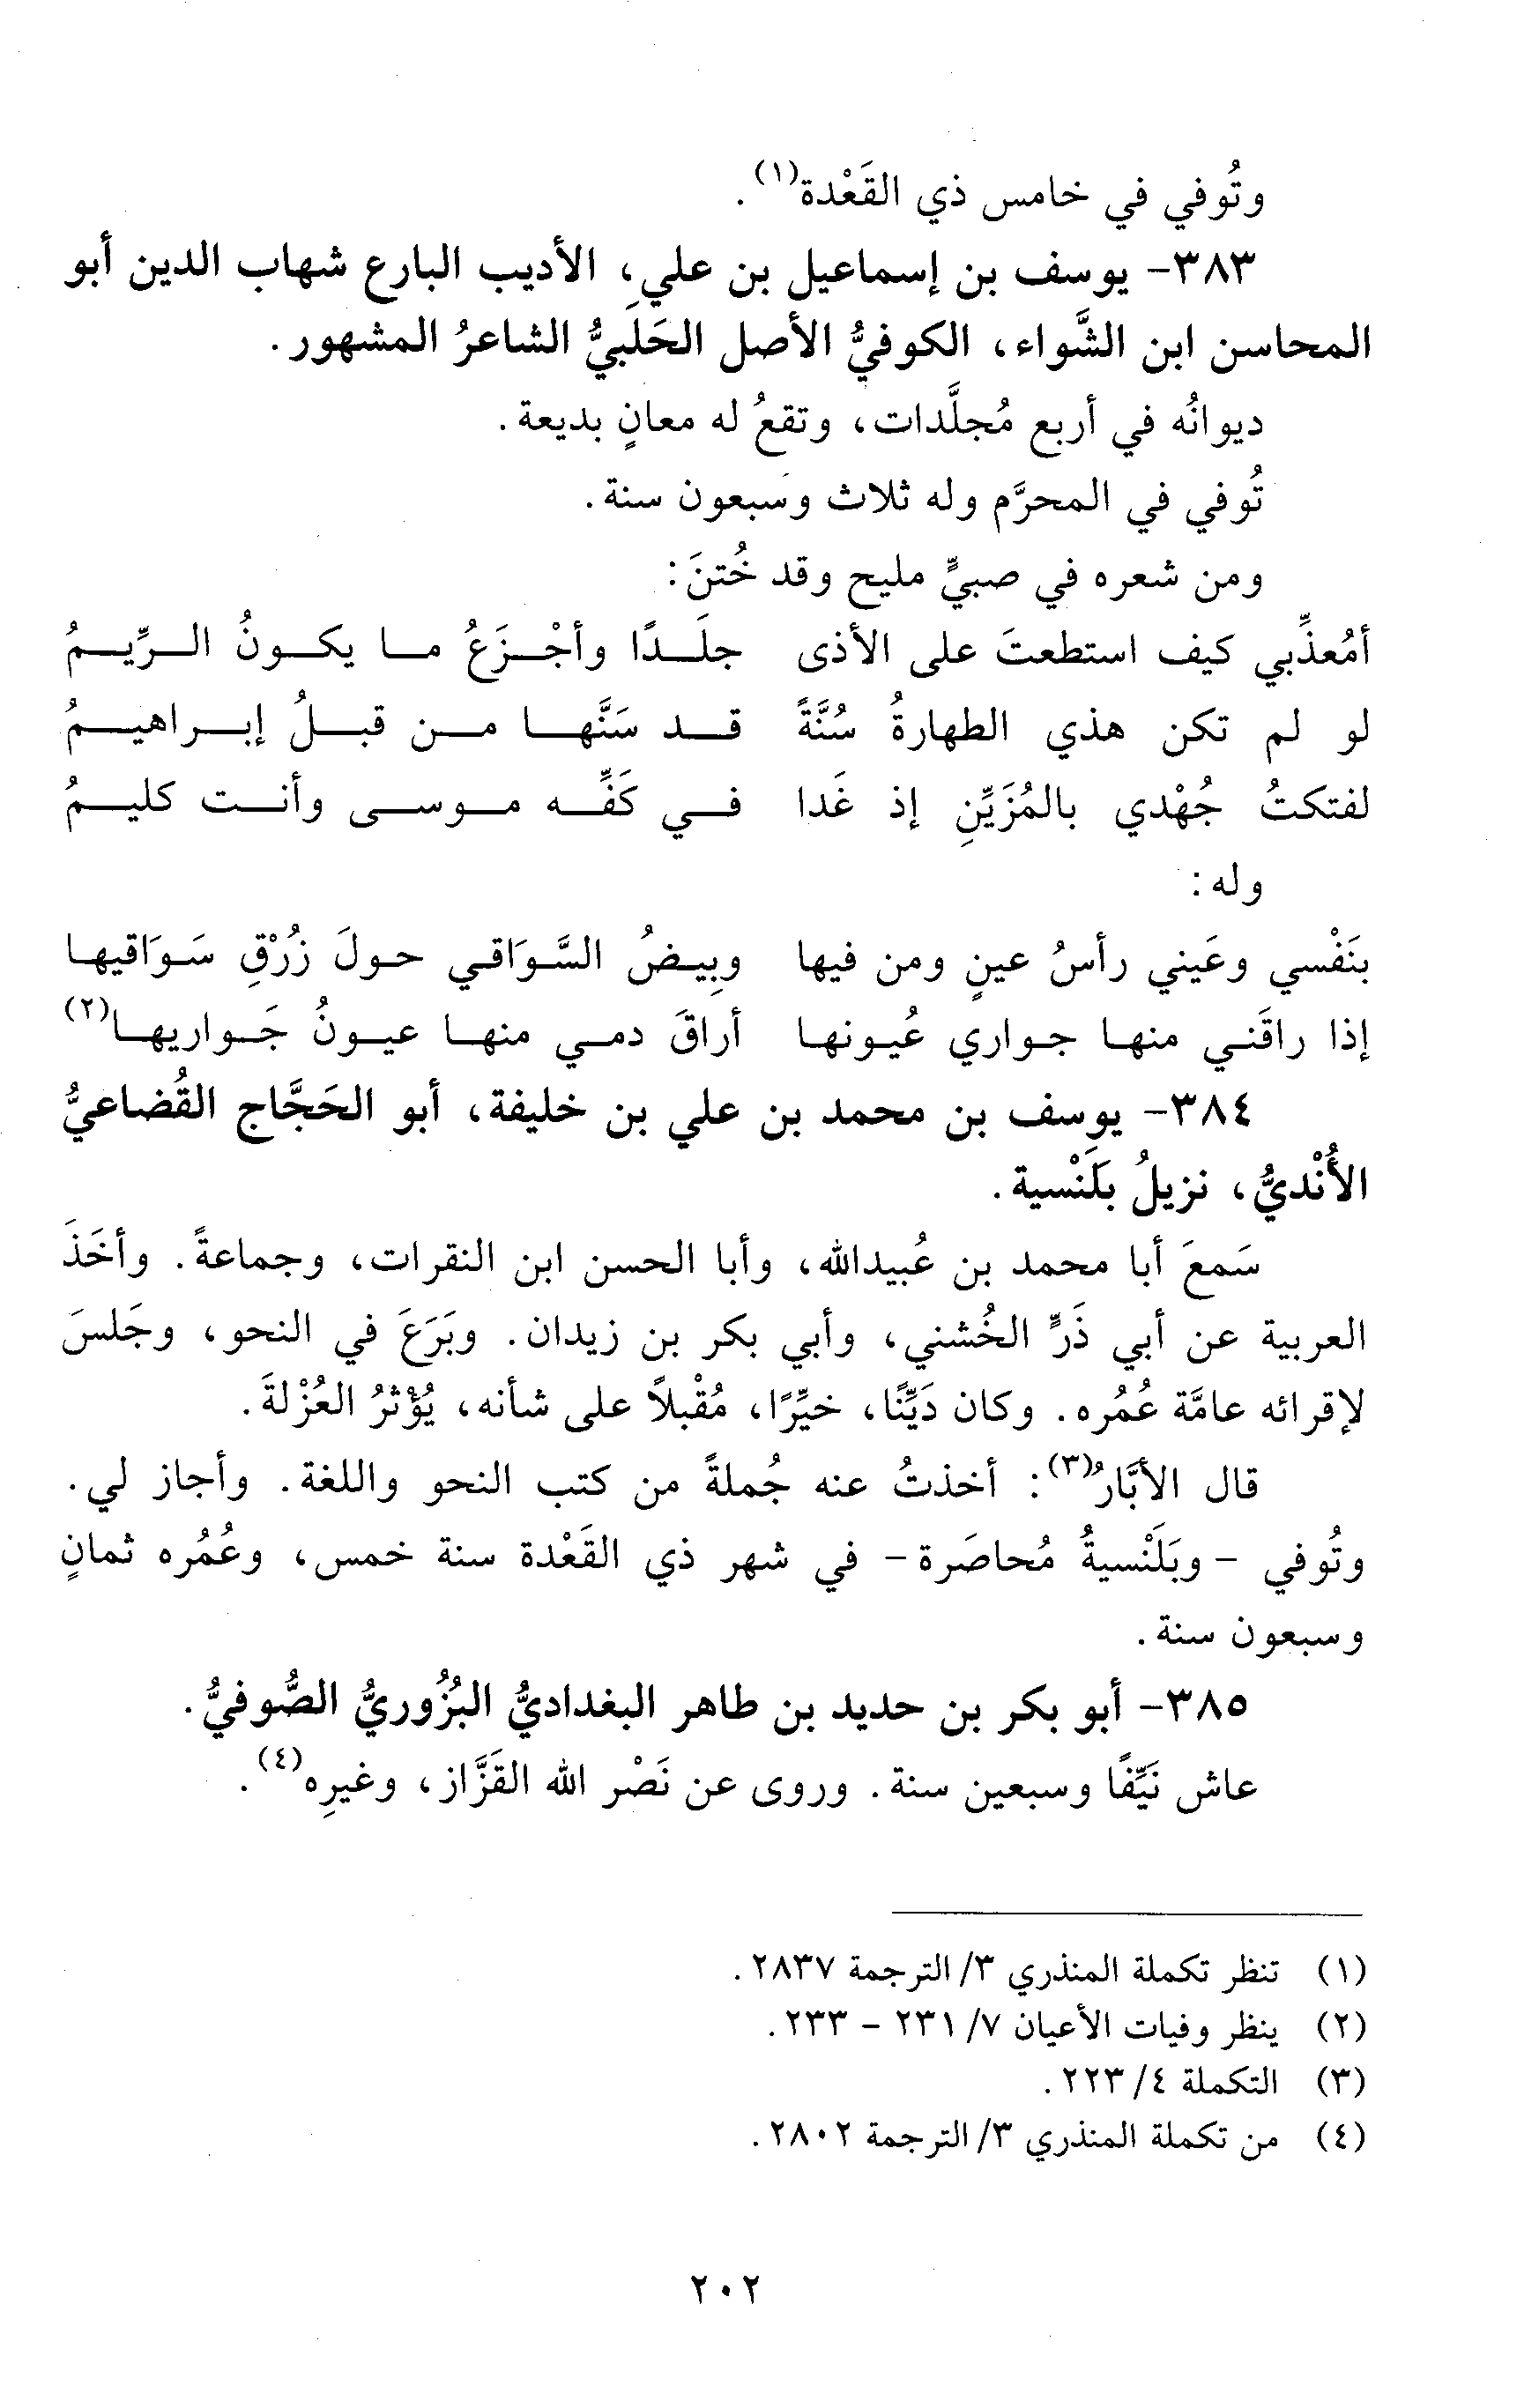 وتُوفي في خامس ذي القَعْدة(١).
٣٨٣- يوسف بن إسماعيل بن علي، الأديب البارع شهاب الدين أبو
المحاسن ابن الشَّواء، الكوفيُّ الأصل الحَلَبيُّ الشاعرُ المشهور.
ديوانُه في أربع مُجلَّدات، وتقعُ له معانٍ بديعة.
تُوفي في المحرَّم وله ثلاث وسَبعون سنة.
ومن شعره في صبيٍّ مليح وقد خُتنَ:
أمُعذِّبي كيف استطعتَ على الأذى جلَدًا وأجْزَعُ ما يكونُ الرِّيمُ
لو لم تكن هذي الطهارةُ سُنَّةً قد سَنَّها من قبلُ إبراهيمُ
لفتكتُ جُهْدي بالمُزَيِّنِ إذ غَدا في كَفِّه موسى وأنت كليمُ
وله:
بنَفْسي وعَيني رأسُ عينٍ ومن فيها وبِيضُ السَّوَاقي حولَ زُرْقِ سَوَاقيها
إذا راقَني منها جواري عُيونها أراقَ دمي منها عيونُ جَواريها(٢)
٣٨٤- يوسف بن محمد بن علي بن خليفة، أبو الحَجَّاج القُضاعيُّ
الأُنْديُّ، نزيلُ بَلَنْسية.
سَمعَ أبا محمد بن عُبيدالله، وأبا الحسن ابن النقرات، وجماعةً. وأخَذَ
العربية عن أبي ذَرٍّ الخُشني، وأبي بكر بن زيدان. وبَرَعَ في النحو، وجَلسَ
لإقرائه عامَّة عُمُره. وكان دَيِّنًا، خيِّرًا، مُقْبلاً على شأنه، يُؤْثرُ العُزْلةَ.
قال الأبَّارُ(٣): أخذتُ عنه جُملةً من كتب النحو واللغة. وأجاز لي.
وتُوفي - وبَلَنْسيةُ مُحاصَرة - في شهر ذي القَعْدة سنة خمس، وعُمُره ثمانٍ
وسبعون سنة.
٣٨٥- أبو بكر بن حديد بن طاهر البغداديُّ البُزُوريُّ الصُّوفيُّ.
عاش نَيِّفًا وسبعين سنة. وروى عن نَصْر الله القَزَّاز، وغيرِه(٤).
(١) تنظر تكملة المنذري ٣/ الترجمة ٢٨٣٧.
(٢) ينظر وفيات الأعيان ٧/ ٢٣١ - ٢٣٣.
(٣) التكملة ٤/ ٢٢٣.
(٤) من تكملة المنذري ٣/ الترجمة ٢٨٠٢.
٢٠٢